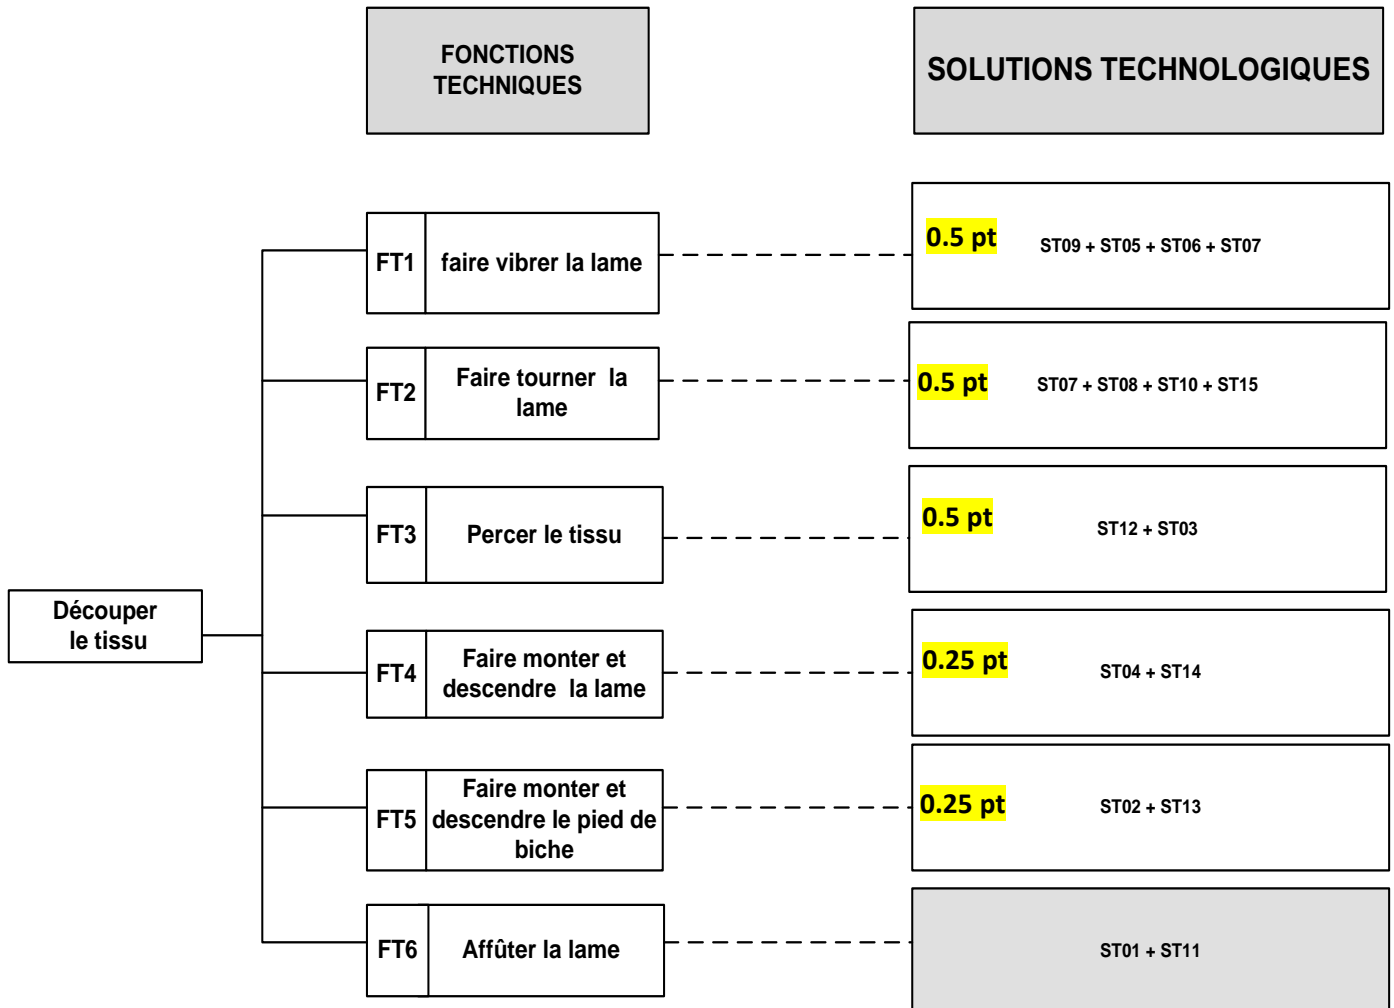 FONCTIONS
TECHNIQUES
SOLUTIONS TECHNOLOGIQUES
FT1
faire vibrer la lame
0.5 pt
ST09 + ST05 + ST06 + ST07
FT2
Faire tourner la
lame
0.5 pt
ST07 + ST08 + ST10 + ST15
FT3
Percer le tissu
0.5 pt
ST12 + ST03
Découper
le tissu
FT4
Faire monter et
descendre la lame
0.25 pt
ST04 + ST14
FT5
Faire monter et
descendre le pied de
biche
0.25 pt
ST02 + ST13
FT6
Affûter la lame
ST01 + ST11